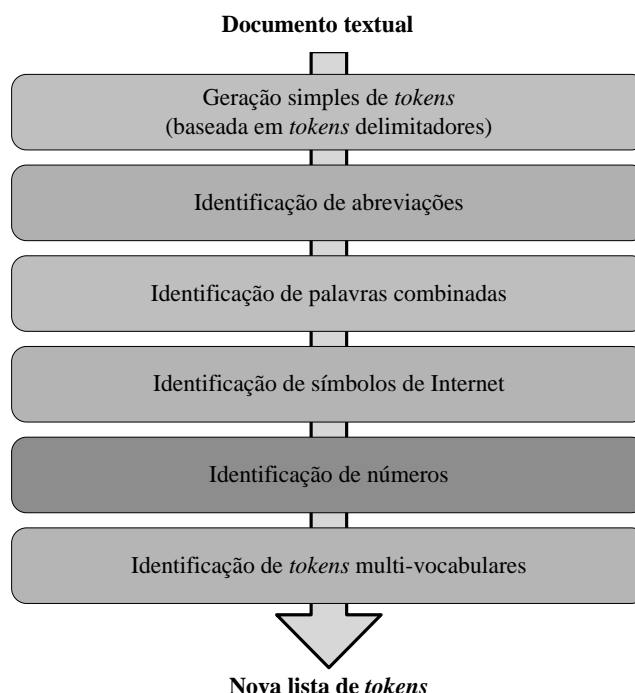 Documento textual
Geração simples de tokens
(baseada em tokens delimitadores)
Identificação de abreviações
Identificação de palavras combinadas
Identificação de símbolos de Internet
Identificação de números
Identificação de tokens multi-vocabulares
Nova lista de tokens